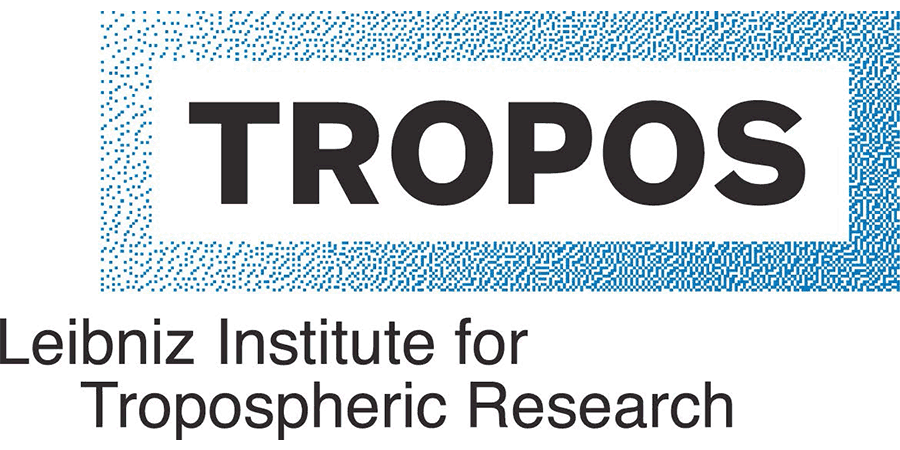 TROPOS
Leibniz Institute for
Tropospheric Research